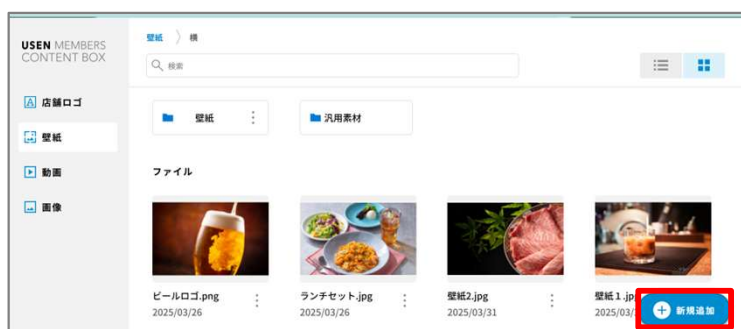 USEN MEMBERS
CONTENT BOX
店舗ロゴ
壁紙
動画
画像
壁紙 〉 横
検索
壁紙
汎用素材
ファイル
ビールロゴ.png
2025/03/26
ランチセット.jpg
2025/03/26
壁紙2.jpg
2025/03/31
壁紙１.jp
2025/03/
新規追加